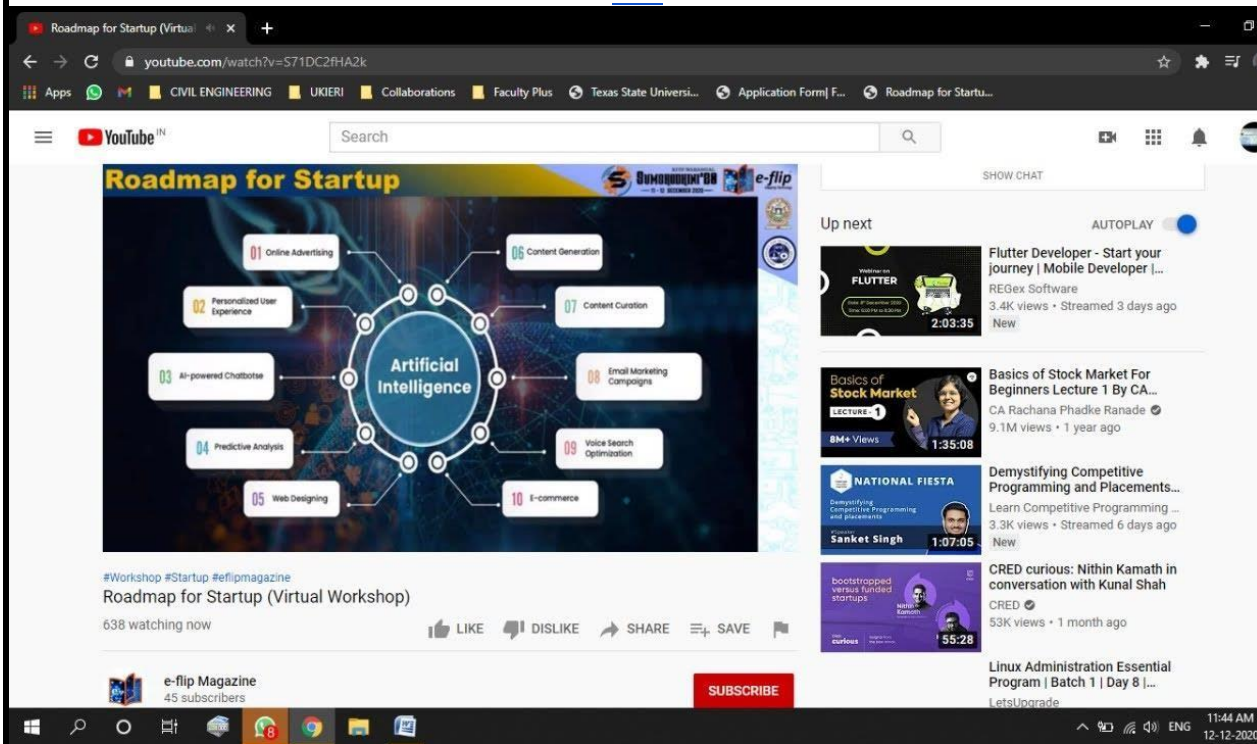 Roadmap for Startup (Virtual
youtube.com/watch?v=S71DC2fHA2k
Apps
CIVIL ENGINEERING
UKIERI
Collaborations
Faculty Plus
Texas State Universi...
Application Form| F...
Roadmap for Startu...
YouTube IN
Search
Roadmap for Startup
e-flip
01 Online Advertising
02 Personalized User
Experience
03 AI-powered Chatbotse
04 Predictive Analysis
05 Web Designing
Artificial
Intelligence
06 Content Generation
07 Content Curation
08 Email Marketing
Campaigns
09 Voice Search
Optimization
10 E-commerce
#Workshop #Startup #eflipmagazine
Roadmap for Startup (Virtual Workshop)
638 watching now
LIKE
DISLIKE
SHARE
SAVE
e-flip Magazine
45 subscribers
SUBSCRIBE
SHOW CHAT
Up next
AUTOPLAY
Webinar on
FLUTTER
2:03:35
Flutter Developer - Start your
journey | Mobile Developer |...
REGex Software
3.4K views • Streamed 3 days ago
New
Basics of
Stock Market
LECTURE - 1
8M+ Views
1:35:08
Basics of Stock Market For
Beginners Lecture 1 By CA...
CA Rachana Phadke Ranade
9.1M views • 1 year ago
NATIONAL FIESTA
Demystifying
Competitive Programming
and placements
Sanket Singh
1:07:05
Demystifying Competitive
Programming and Placements...
Learn Competitive Programming ...
3.3K views • Streamed 6 days ago
New
bootstrapped
versus funded
startups
Nithin
Kamath
curious
55:28
CRED curious: Nithin Kamath in
conversation with Kunal Shah
CRED
53K views • 1 month ago
Linux Administration Essential
Program | Batch 1 | Day 8 |...
LetsUpgrade
8
ENG
11:44 AM
12-12-2020